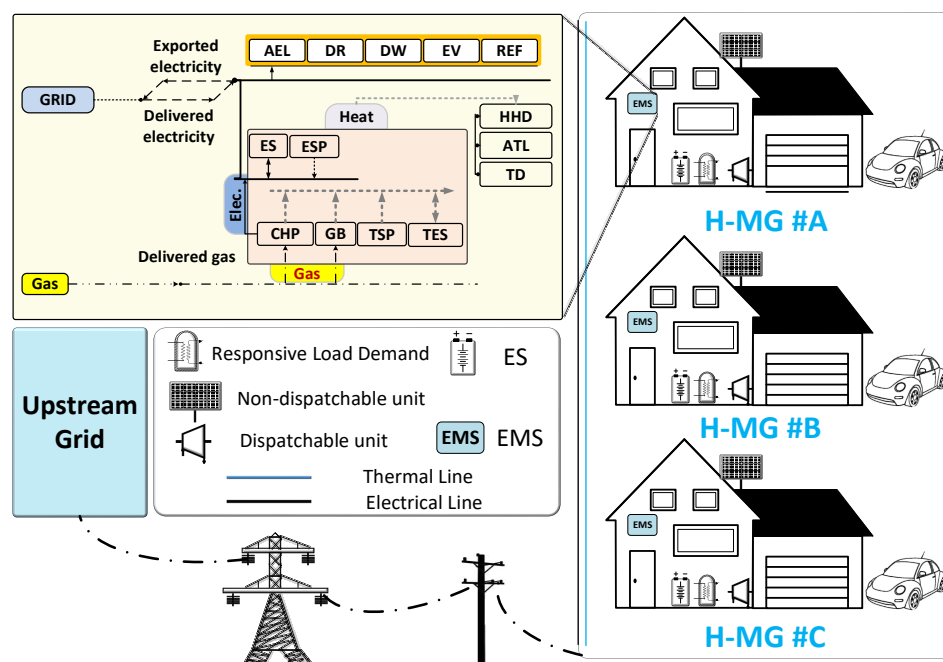 AEL DR DW EV REF
Exported
electricity
GRID
Delivered
electricity
Heat
HHD
ATL
TD
ES ESP
Elec.
CHP GB TSP TES
Delivered gas
Gas
Gas
EMS
H-MG #A
EMS
H-MG #B
EMS
H-MG #C
Upstream
Grid
Responsive Load Demand
ES
Non-dispatchable unit
Dispatchable unit
EMS EMS
Thermal Line
Electrical Line